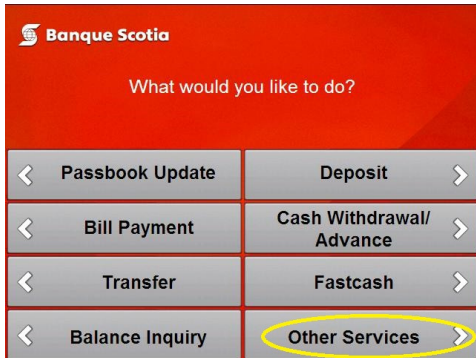 Banque Scotia
What would you like to do?
Passbook Update
Deposit
Bill Payment
Cash Withdrawal/
Advance
Transfer
Fastcash
Balance Inquiry
Other Services